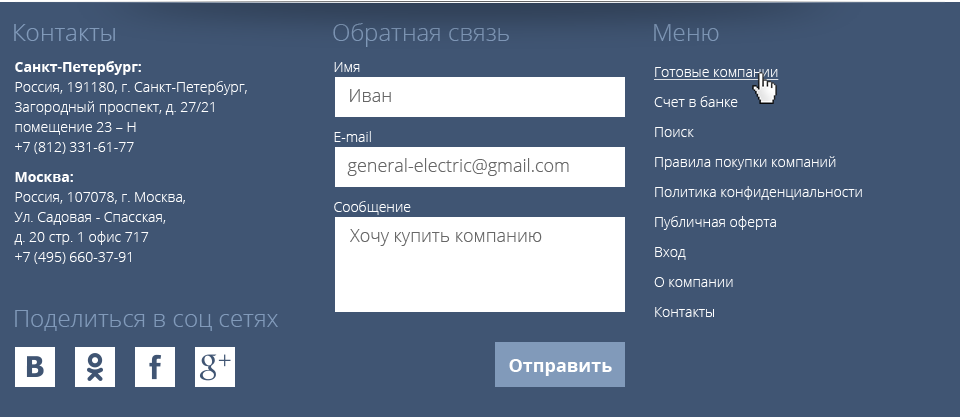 Контакты
Санкт-Петербург:
Россия, 191180, г. Санкт-Петербург,
Загородный проспект, д. 27/21
помещение 23 – Н
+7 (812) 331-61-77
Москва:
Россия, 107078, г. Москва,
Ул. Садовая - Спасская,
д. 20 стр. 1 офис 717
+7 (495) 660-37-91
Поделиться в соц сетях
B
f
g+
Обратная связь
Имя
Иван
E-mail
general-electric@gmail.com
Сообщение
Хочу купить компанию
Отправить
Меню
Готовые компании
Счет в банке
Поиск
Правила покупки компаний
Политика конфиденциальности
Публичная оферта
Вход
О компании
Контакты